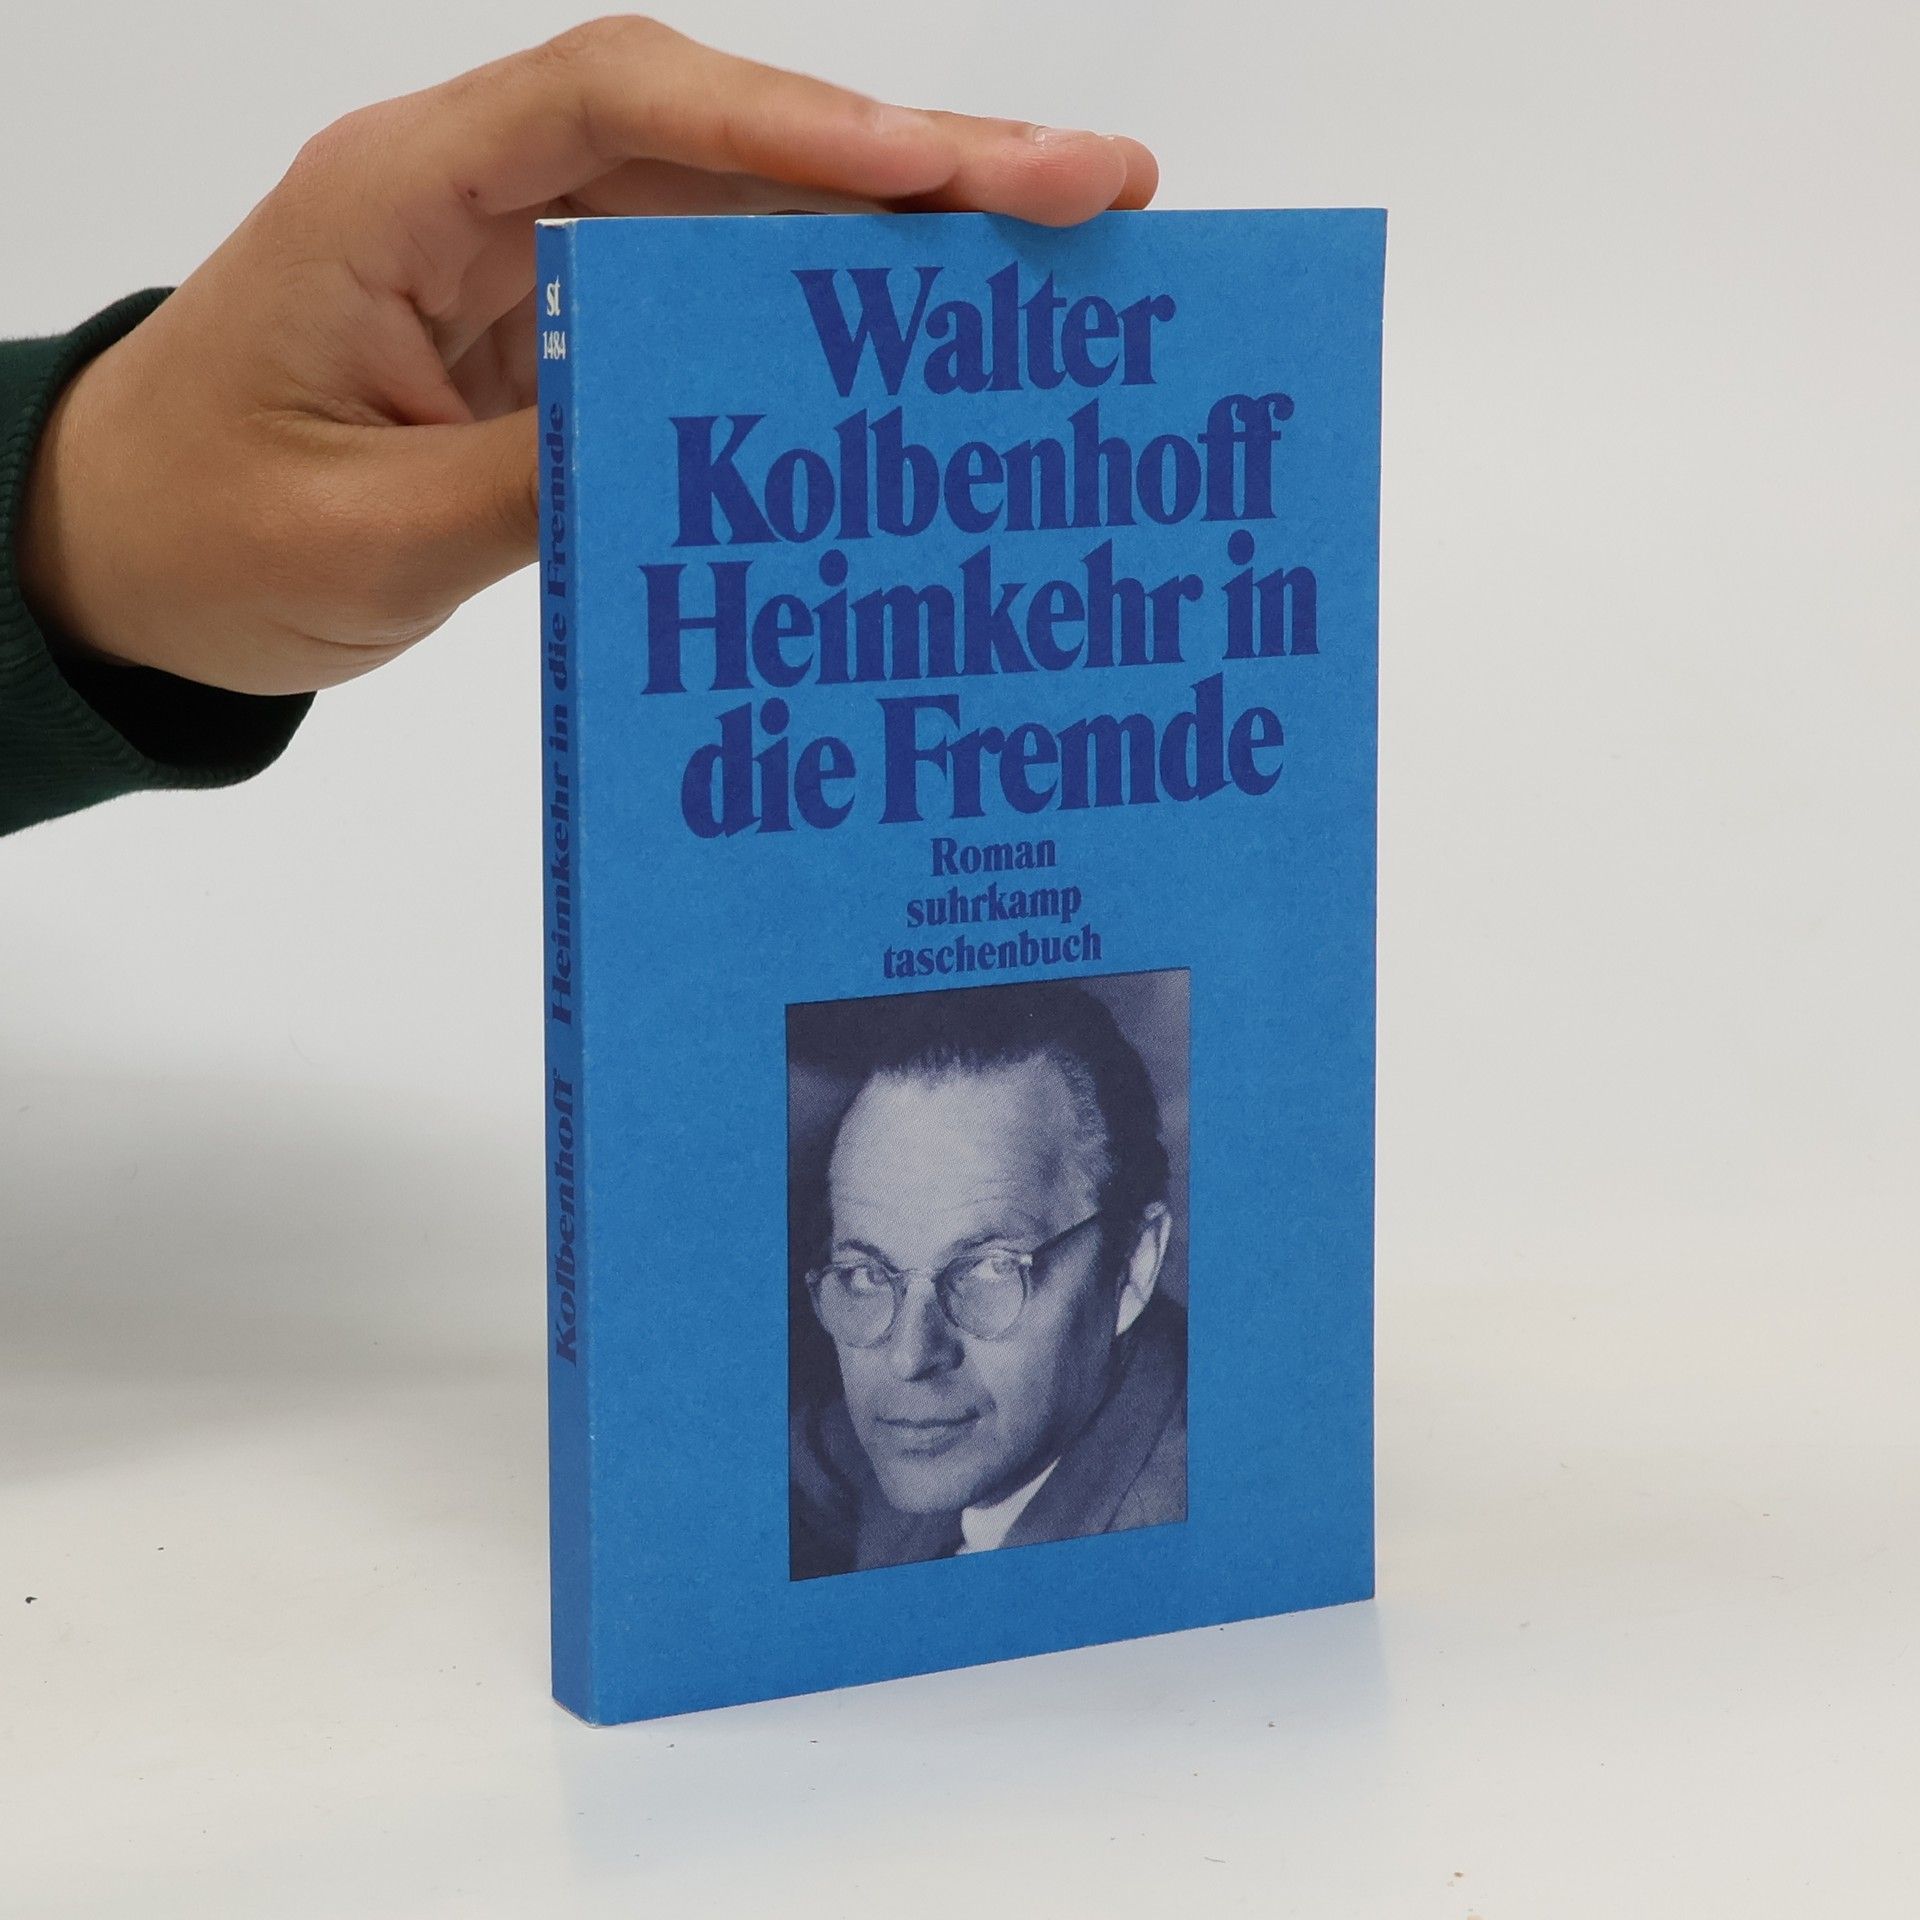 Walter
Kolbenhoff
Heimkehr in
die Fremde
Roman
suhrkamp
taschenbuch
st
1484
Kolbenhoff Heimkehr in die Fremde